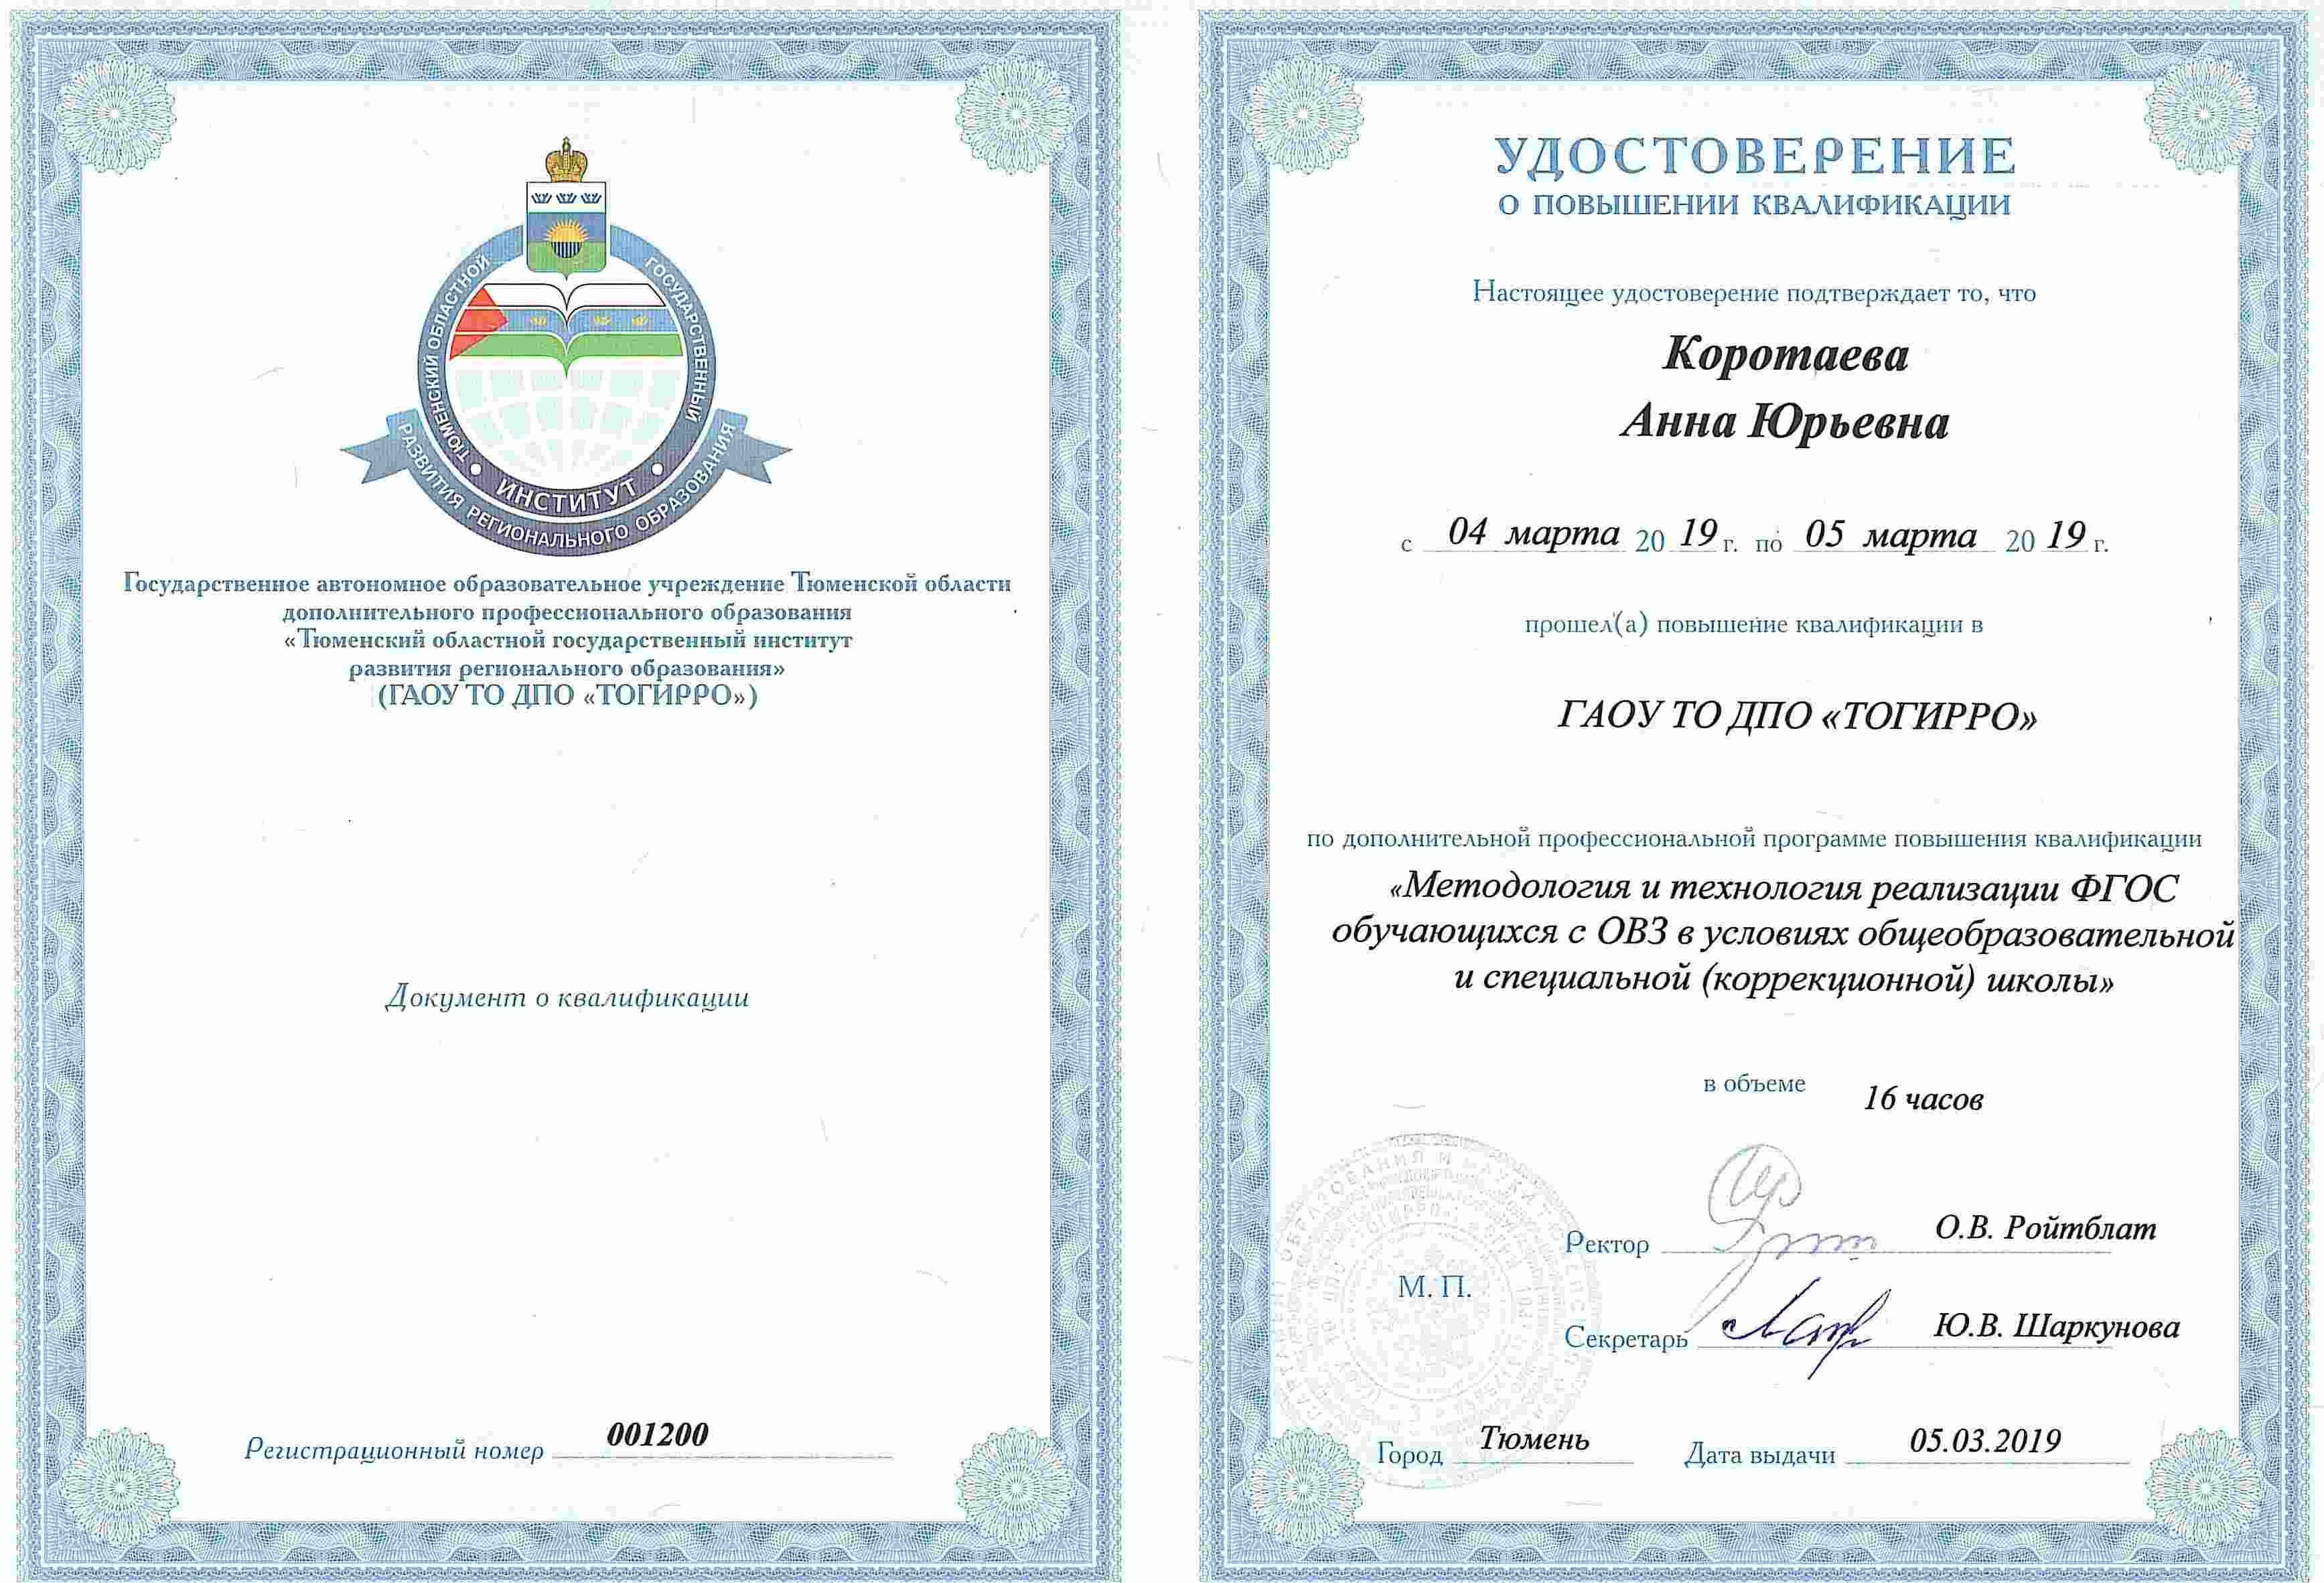 ТЮМЕНСКИЙ ОБЛАСТНОЙ ГОСУДАРСТВЕННЫЙ
ИНСТИТУТ
РАЗВИТИЯ РЕГИОНАЛЬНОГО ОБРАЗОВАНИЯ
Государственное автономное образовательное учреждение Тюменской области
дополнительного профессионального образования
«Тюменский областной государственный институт
развития регионального образования»
(ГАОУ ТО ДПО «ТОГИРРО»)
Документ о квалификации
Регистрационный номер 001200
УДОСТОВЕРЕНИЕ
О ПОВЫШЕНИИ КВАЛИФИКАЦИИ
Настоящее удостоверение подтверждает то, что
Коротаева
Анна Юрьевна
с 04 марта 2019 г. по 05 марта 2019 г.
прошел(а) повышение квалификации в
ГАОУ ТО ДПО «ТОГИРРО»
по дополнительной профессиональной программе повышения квалификации
«Методология и технология реализации ФГОС
обучающихся с ОВЗ в условиях общеобразовательной
и специальной (коррекционной) школы»
в объеме 16 часов
Ректор О.В. Ройтблат
М. П.
Секретарь Ю.В. Шаркунова
Город Тюмень Дата выдачи 05.03.2019